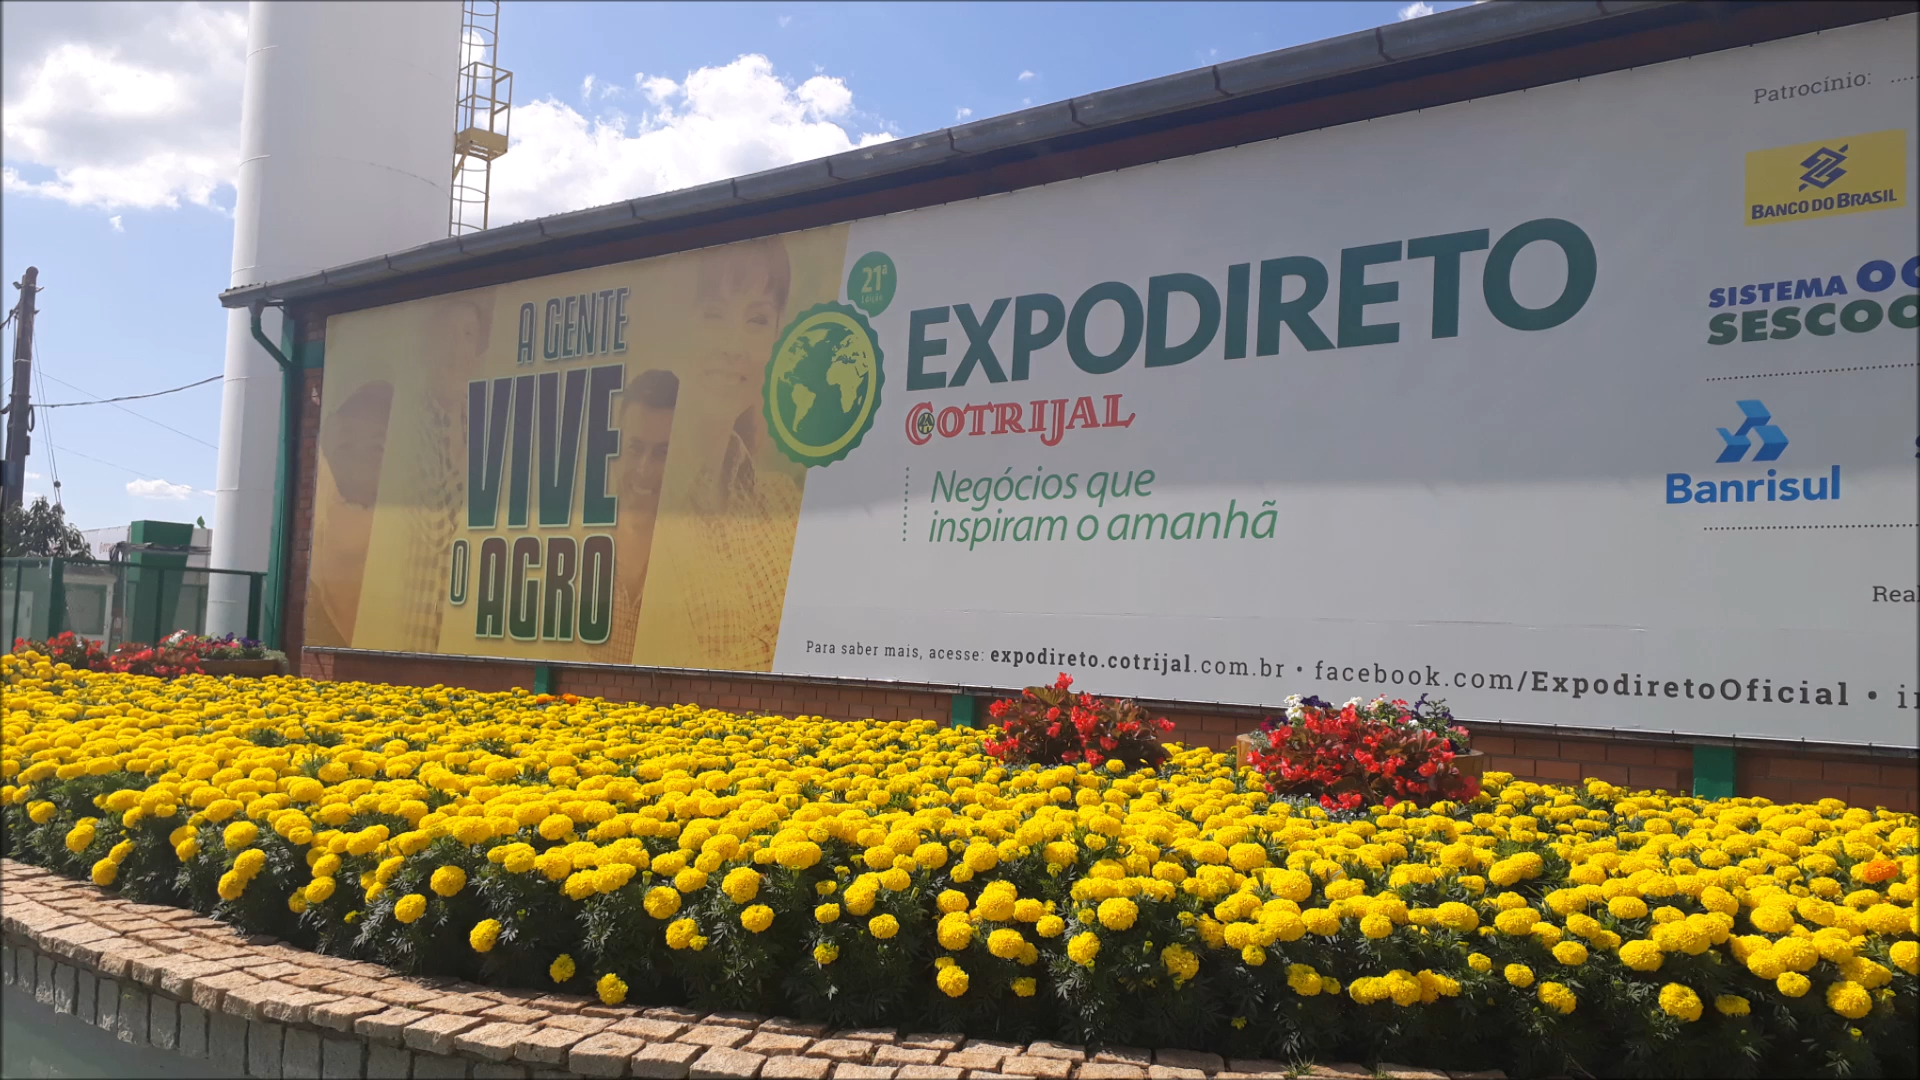 A GENTE
VIVE
O AGRO
21ª
Edição
EXPODIRETO
COTRIJAL
Negócios que
inspiram o amanhã
Para saber mais, acesse: expodireto.cotrijal.com.br • facebook.com/ExpodiretoOficial •
Patrocínio:
BANCO DO BRASIL
SISTEMA
Banrisul